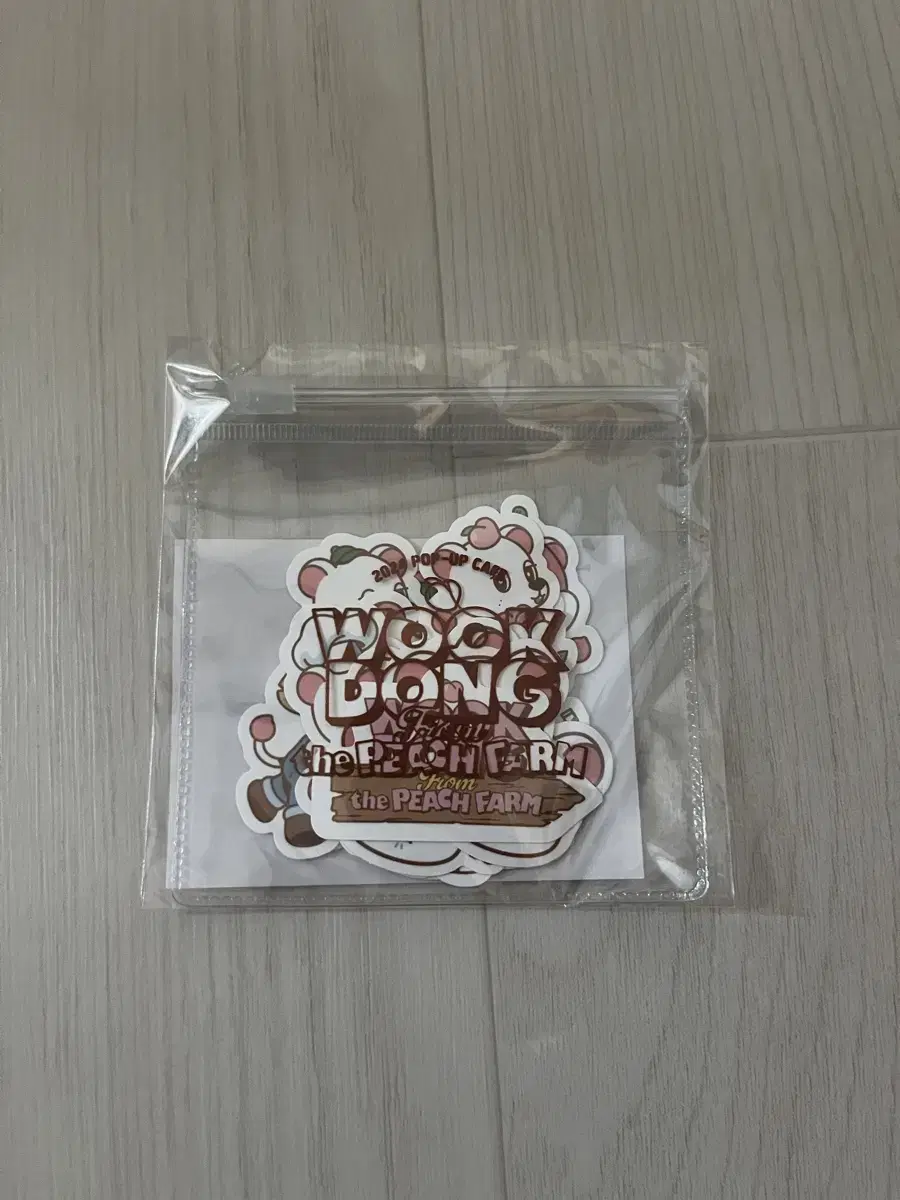 2024 POP-UP CAFE
WOOK
DONG
From
the PEACH FARM
From
the PEACH FARM